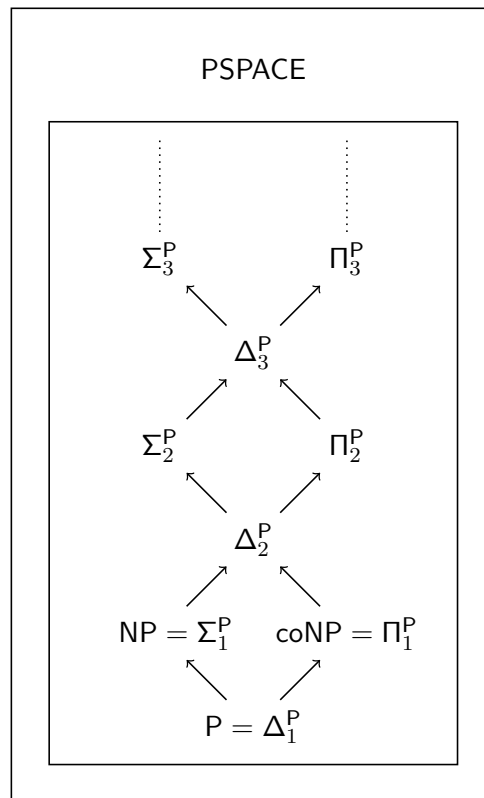 PSPACE
Σ₃ᴾ Π₃ᴾ
Δ₃ᴾ
Σ₂ᴾ Π₂ᴾ
Δ₂ᴾ
NP = Σ₁ᴾ coNP = Π₁ᴾ
P = Δ₁ᴾ